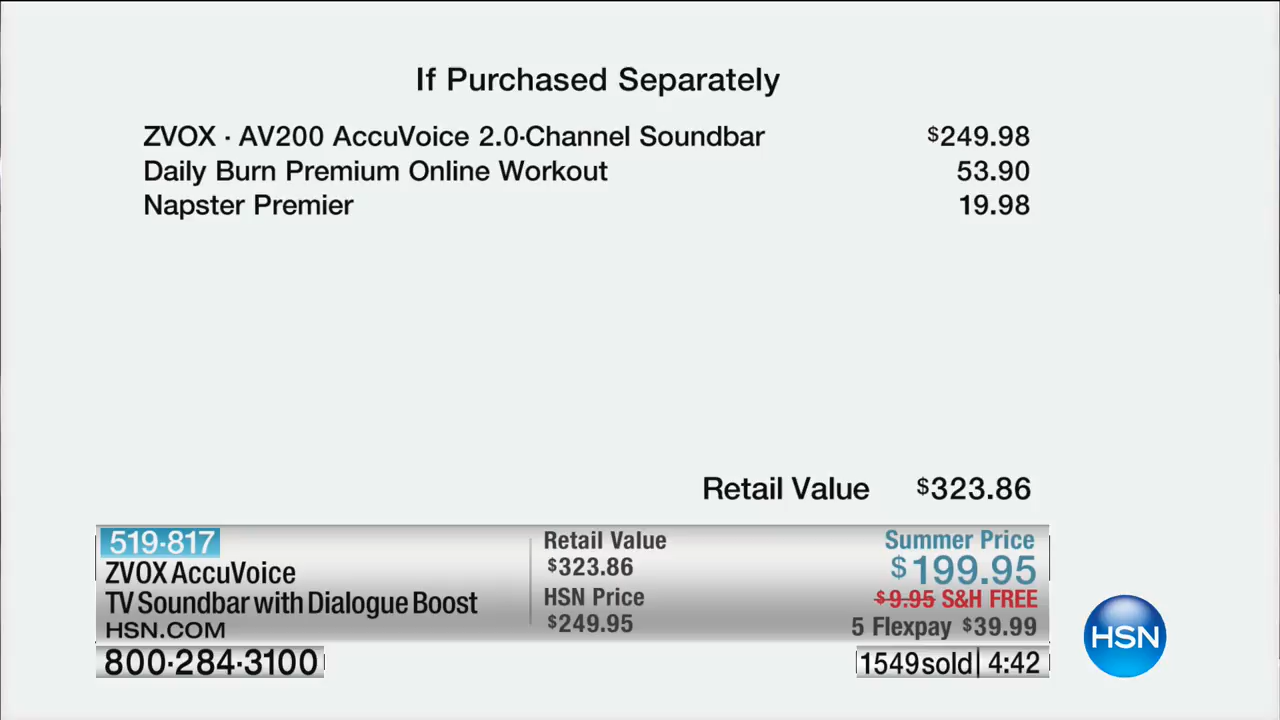 If Purchased Separately
ZVOX · AV200 AccuVoice 2.0-Channel Soundbar $249.98
Daily Burn Premium Online Workout 53.90
Napster Premier 19.98
Retail Value $323.86
519-817
ZVOX AccuVoice
TV Soundbar with Dialogue Boost
HSN.COM
800·284·3100
Retail Value
$323.86
HSN Price
$249.95
Summer Price
$199.95
$9.95 S&H FREE
5 Flexpay $39.99
1549 sold | 4:42
HSN